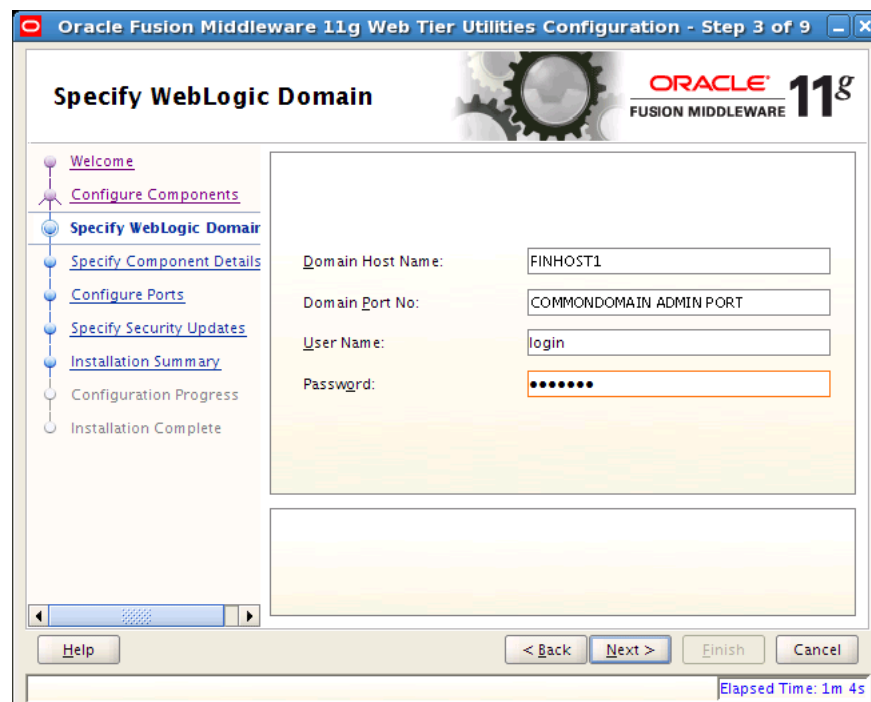 Oracle Fusion Middleware 11g Web Tier Utilities Configuration - Step 3 of 9
Specify WebLogic Domain
ORACLE
FUSION MIDDLEWARE 11g
Welcome
Configure Components
Specify WebLogic Domain
Specify Component Details
Configure Ports
Specify Security Updates
Installation Summary
Configuration Progress
Installation Complete
Domain Host Name: FINHOST1
Domain Port No: COMMONDOMAIN ADMIN PORT
User Name: login
Password: •••••••
Help
< Back
Next >
Finish
Cancel
Elapsed Time: 1m 4s